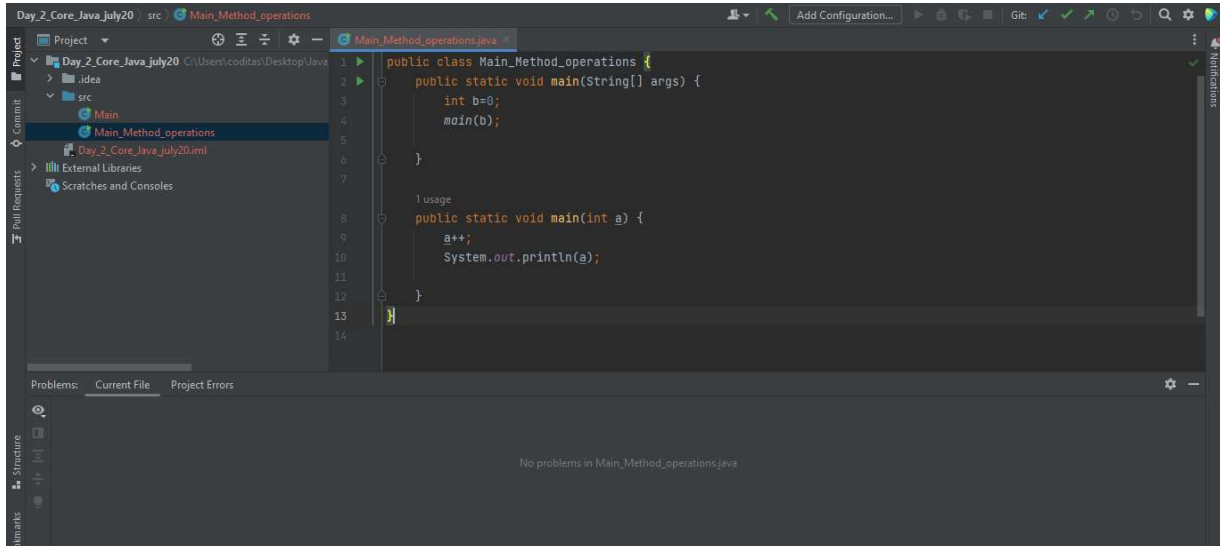 Day_2_Core_Java_july20 〉 src 〉 Main_Method_operations
Add Configuration...
Git:
Project
Main_Method_operations.java
Day_2_Core_Java_july20 C:\Users\coditas\Desktop\Java
.idea
src
Main
Main_Method_operations
Day_2_Core_Java_july20.iml
External Libraries
Scratches and Consoles
1 public class Main_Method_operations {
2 public static void main(String[] args) {
3 int b=0;
4 main(b);
5
6 }
7
1 usage
8 public static void main(int a) {
9 a++;
10 System.out.println(a);
11
12 }
13 }
14
Project
Commit
Pull Requests
Structure
Notifications
Problems: Current File Project Errors
No problems in Main_Method_operations.java